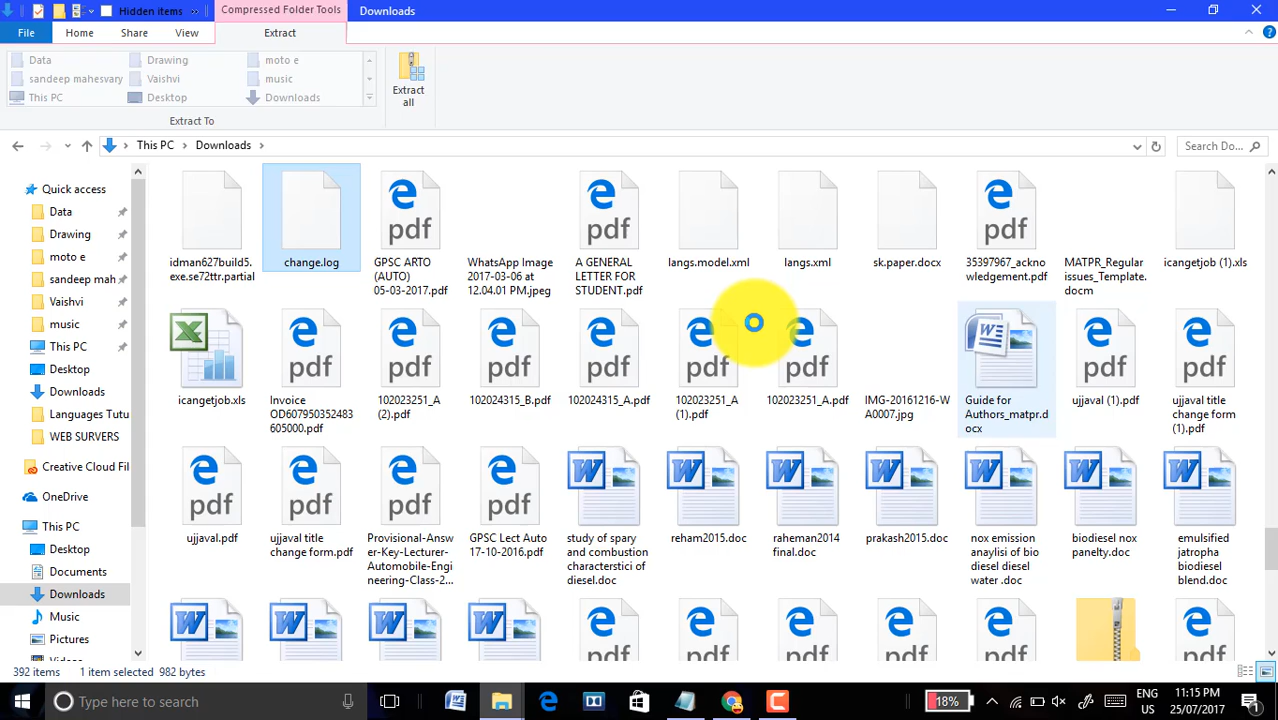 Hidden items
Compressed Folder Tools
Downloads
File
Home
Share
View
Extract
Data
Drawing
moto e
sandeep mahesvary
Vaishvi
music
This PC
Desktop
Downloads
Extract
all
Extract To
This PC
Downloads
Search Do...
Quick access
Data
Drawing
moto e
sandeep mah
Vaishvi
music
This PC
Desktop
Downloads
Languages Tutu
WEB SURVERS
Creative Cloud Fil
OneDrive
This PC
Desktop
Documents
Downloads
Music
Pictures
idman627build5.
exe.se72ttr.partial
change.log
pdf
GPSC ARTO
(AUTO)
05-03-2017.pdf
WhatsApp Image
2017-03-06 at
12.04.01 PM.jpeg
pdf
A GENERAL
LETTER FOR
STUDENT.pdf
langs.model.xml
langs.xml
sk.paper.docx
pdf
35397967_ackno
wledgement.pdf
MATPR_Regular
issues_Template.
docm
icangetjob (1).xls
icangetjob.xls
pdf
Invoice
OD607950352483
605000.pdf
pdf
102023251_A
(2).pdf
pdf
102024315_B.pdf
pdf
102024315_A.pdf
pdf
102023251_A
(1).pdf
pdf
102023251_A.pdf
IMG-20161216-W
A0007.jpg
Guide for
Authors_matpr.d
ocx
pdf
ujjaval (1).pdf
pdf
ujjaval title
change form
(1).pdf
pdf
ujjaval.pdf
pdf
ujjaval title
change form.pdf
pdf
Provisional-Answ
er-Key-Lecturer-
Automobile-Engi
neering-Class-2...
pdf
GPSC Lect Auto
17-10-2016.pdf
study of spary
and combustion
characterstici of
diesel.doc
reham2015.doc
raheman2014
final.doc
prakash2015.doc
nox emission
anaylisi of bio
diesel diesel
water .doc
biodesel nox
panelty.doc
emulsified
jatropha
biodiesel
blend.doc
pdf
pdf
pdf
pdf
pdf
pdf
392 items
1 item selected
982 bytes
Type here to search
18%
ENG
US
11:15 PM
25/07/2017
1